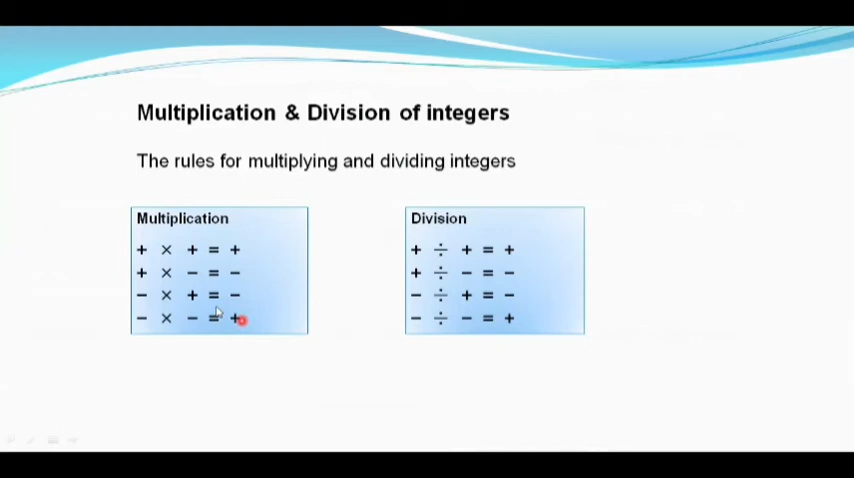 Multiplication & Division of integers
The rules for multiplying and dividing integers
Multiplication
+ × + = +
+ × − = −
− × + = −
− × − = +
Division
+ ÷ + = +
+ ÷ − = −
− ÷ + = −
− ÷ − = +